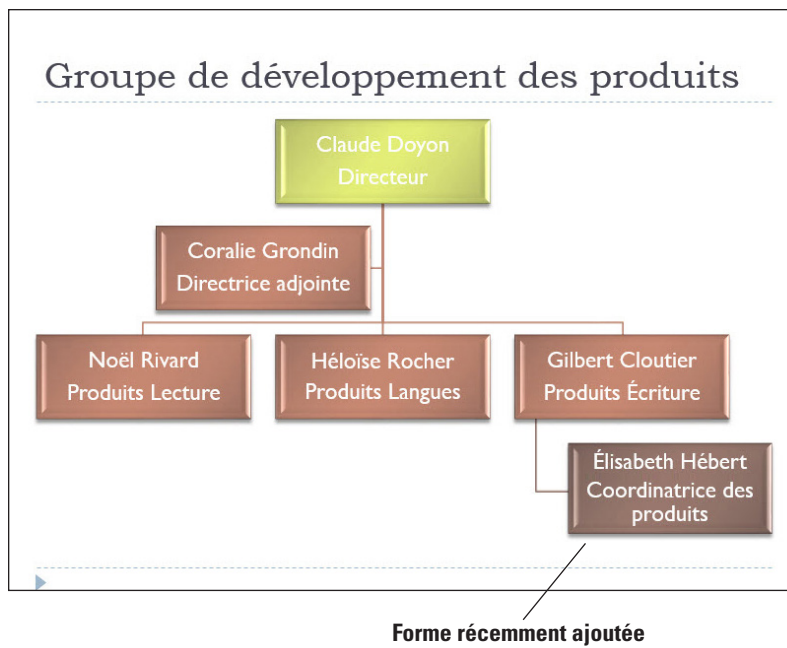 Groupe de développement des produits
Claude Doyon
Directeur
Coralie Grondin
Directrice adjointe
Noël Rivard
Produits Lecture
Héloïse Rocher
Produits Langues
Gilbert Cloutier
Produits Écriture
Élisabeth Hébert
Coordinatrice des
produits
Forme récemment ajoutée